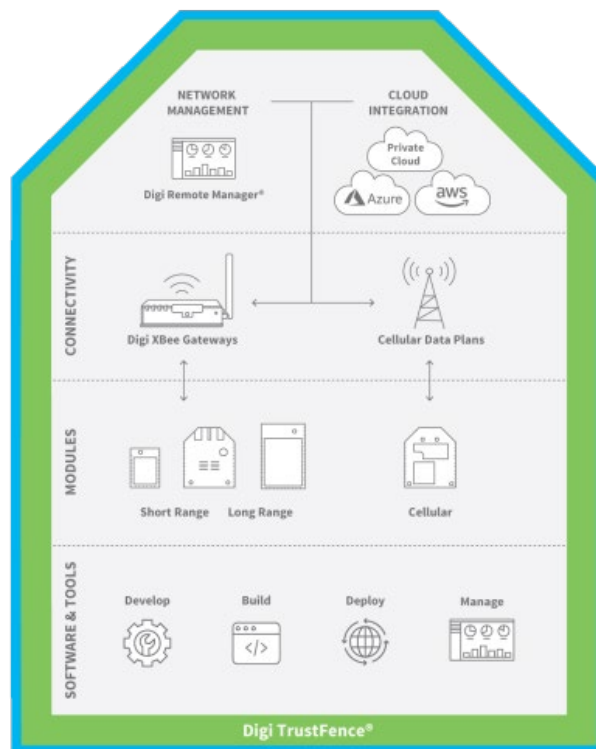 NETWORK
MANAGEMENT
CLOUD
INTEGRATION
Private
Cloud
Azure
aws
Digi Remote Manager®
CONNECTIVITY
Digi XBee Gateways
Cellular Data Plans
MODULES
Short Range
Long Range
Cellular
SOFTWARE & TOOLS
Develop
Build
Deploy
Manage
</>
Digi TrustFence®